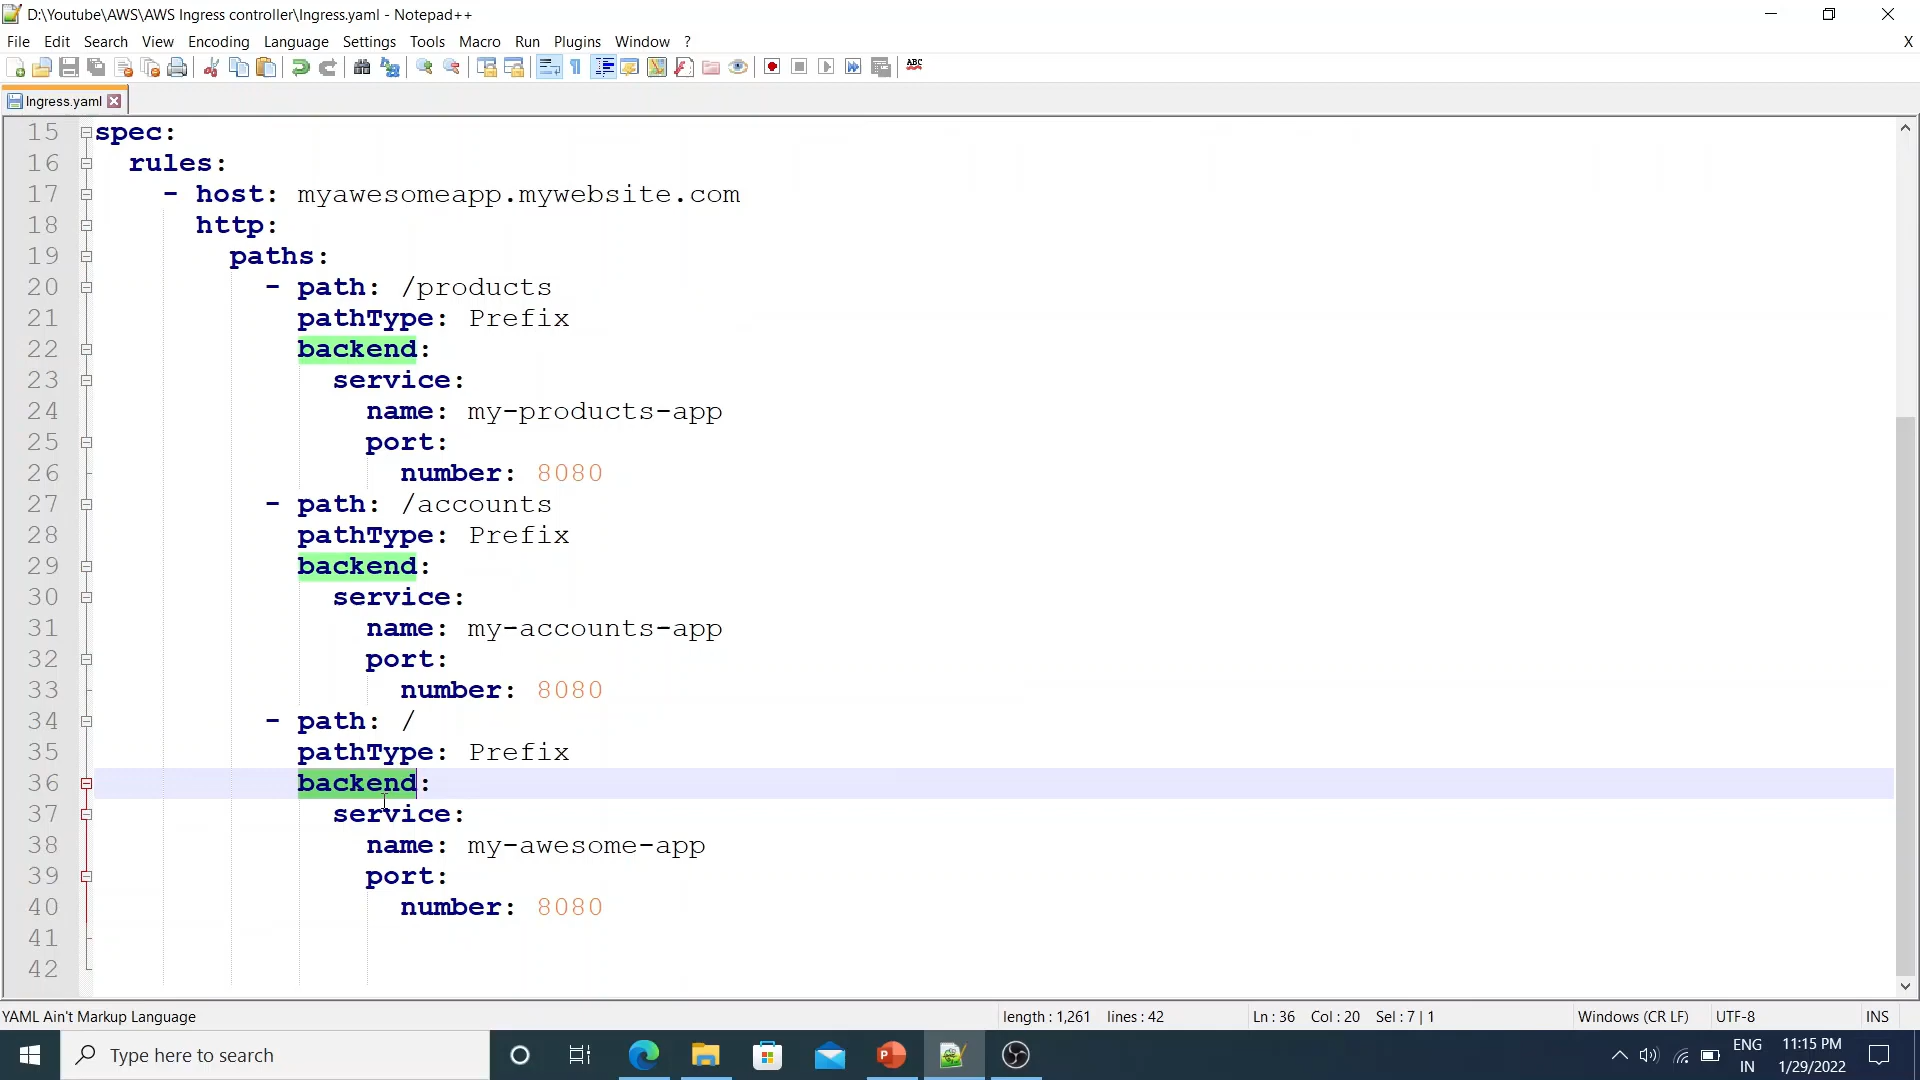 D:\Youtube\AWS\AWS Ingress controller\Ingress.yaml - Notepad++
File Edit Search View Encoding Language Settings Tools Macro Run Plugins Window ? X
ABC
Ingress.yaml
15 spec:
16 rules:
17 - host: myawesomeapp.mywebsite.com
18 http:
19 paths:
20 - path: /products
21 pathType: Prefix
22 backend:
23 service:
24 name: my-products-app
25 port:
26 number: 8080
27 - path: /accounts
28 pathType: Prefix
29 backend:
30 service:
31 name: my-accounts-app
32 port:
33 number: 8080
34 - path: /
35 pathType: Prefix
36 backend:
37 service:
38 name: my-awesome-app
39 port:
40 number: 8080
41
42
YAML Ain't Markup Language length : 1,261 lines : 42 Ln : 36 Col : 20 Sel : 7 | 1 Windows (CR LF) UTF-8 INS
Type here to search
ENG
IN
11:15 PM
1/29/2022